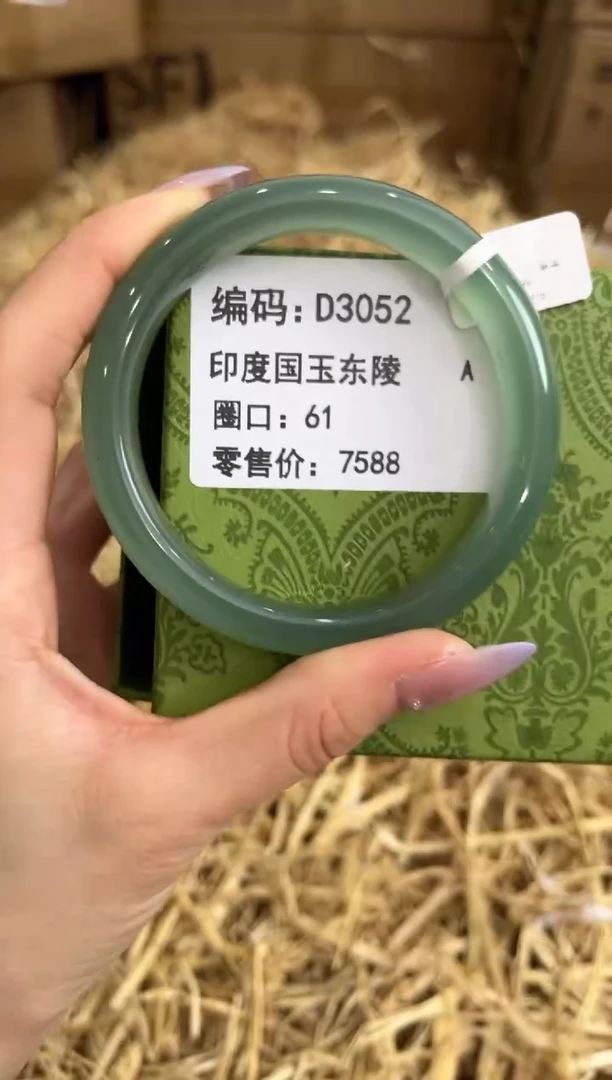 编码: D3052
印度国玉东陵 A
圈口: 61
零售价: 7588